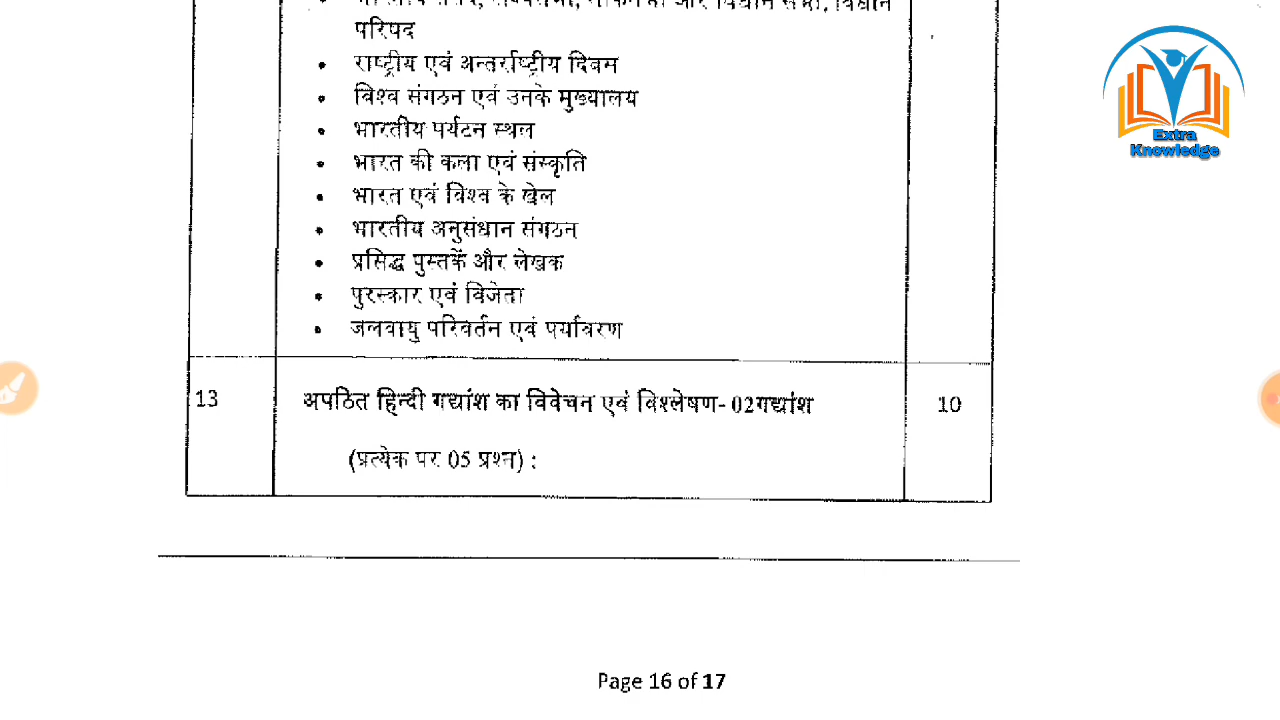 और विधान सभा, विधान
परिषद
राष्ट्रीय एवं अन्तर्राष्ट्रीय दिवस
विश्व संगठन एवं उनके मुख्यालय
भारतीय पर्यटन स्थल
भारत की कला एवं संस्कृति
भारत एवं विश्व के खेल
भारतीय अनुसंधान संगठन
प्रसिद्ध पुस्तकें और लेखक
पुरस्कार एवं विजेता
जलवायु परिवर्तन एवं पर्यावरण
13 अपठित हिन्दी गद्यांश का विवेचन एवं विश्लेषण- 02गद्यांश 10
(प्रत्येक पर 05 प्रश्न) :
Page 16 of 17
Extra
Knowledge